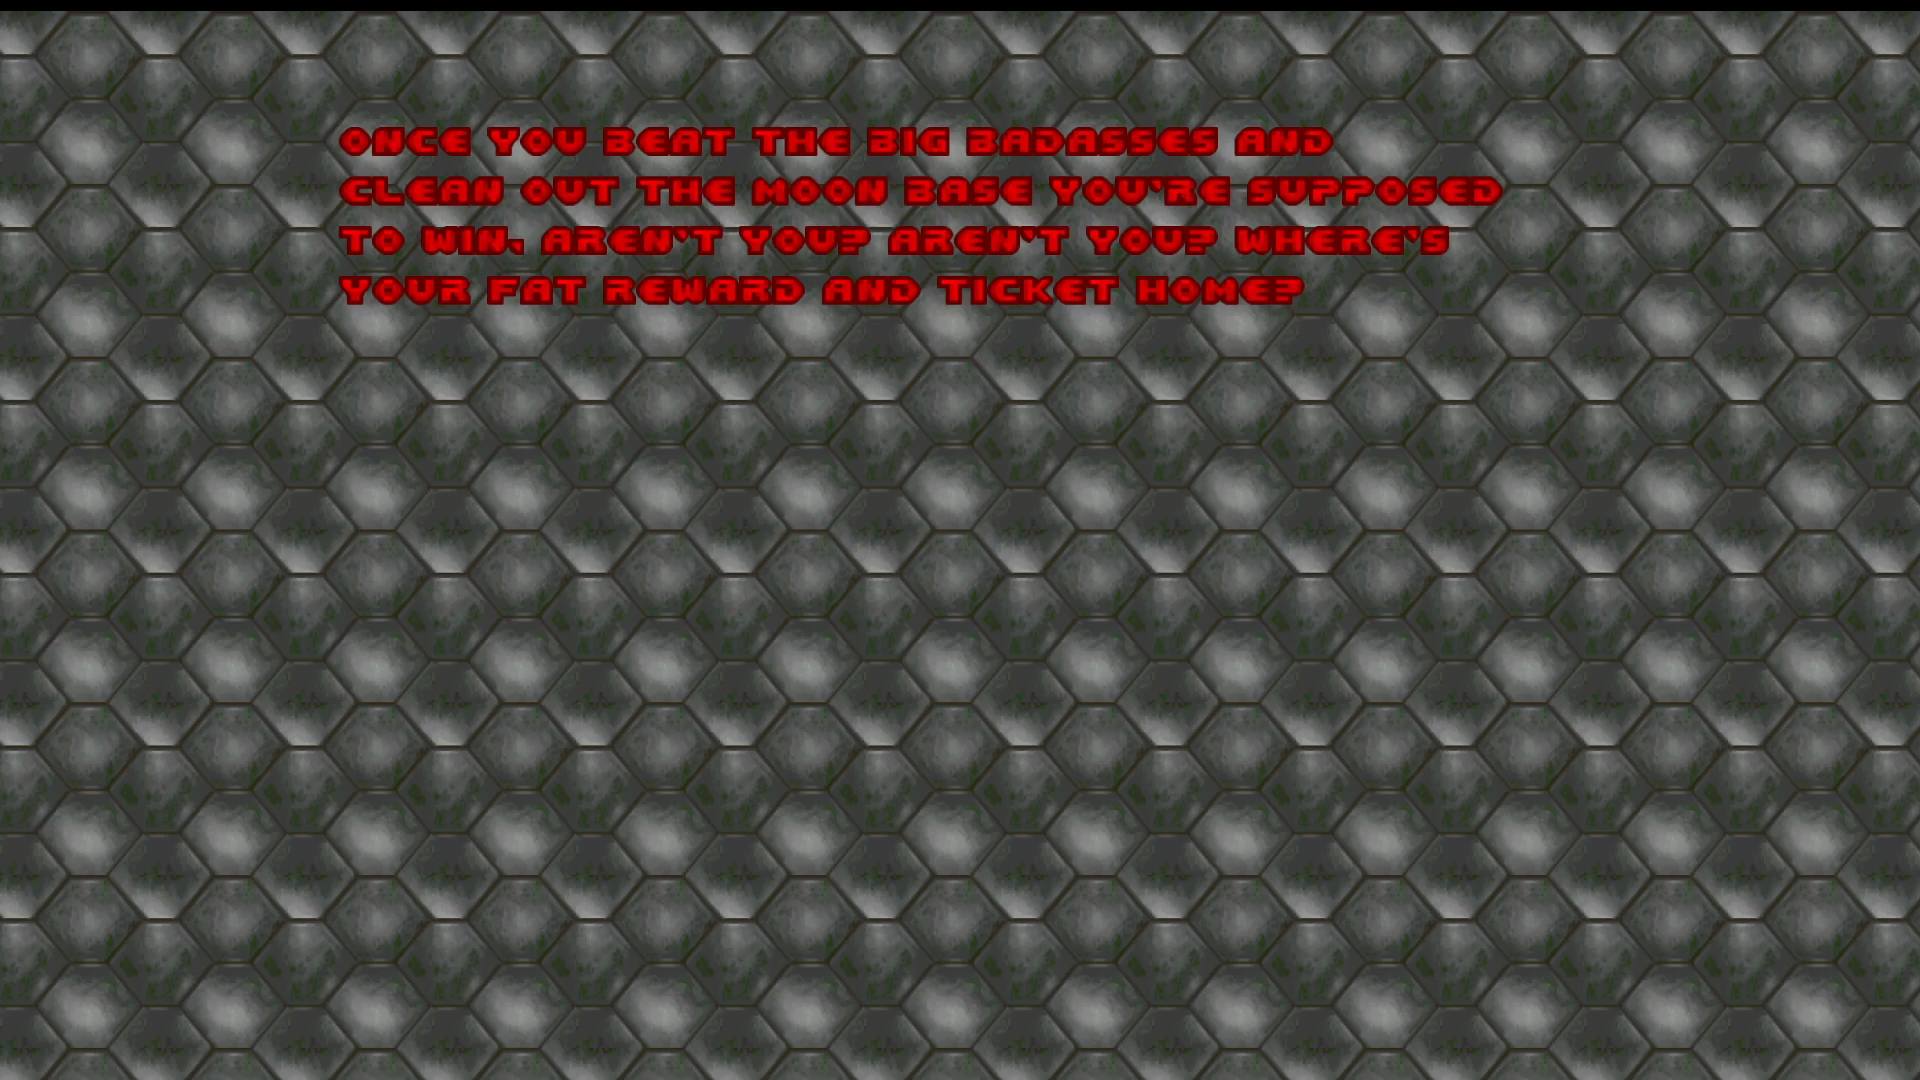 ONCE YOU BEAT THE BIG BADASSES AND
CLEAN OUT THE MOON BASE YOU'RE SUPPOSED
TO WIN, AREN'T YOU? AREN'T YOU? WHERE'S
YOUR FAT REWARD AND TICKET HOME?